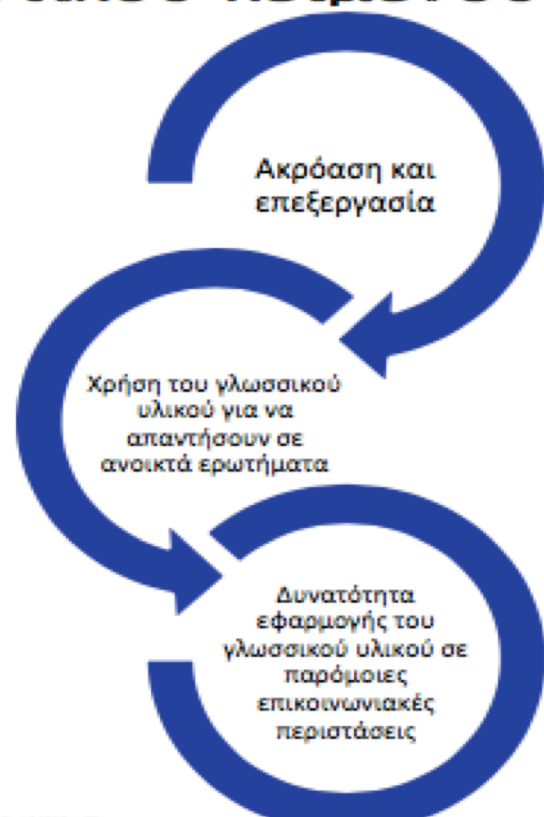 Ακρόαση και
επεξεργασία
Χρήση του γλωσσικού
υλικού για να
απαντήσουν σε
ανοικτά ερωτήματα
Δυνατότητα
εφαρμογής του
γλωσσικού υλικού σε
παρόμοιες
επικοινωνιακές
περιστάσεις